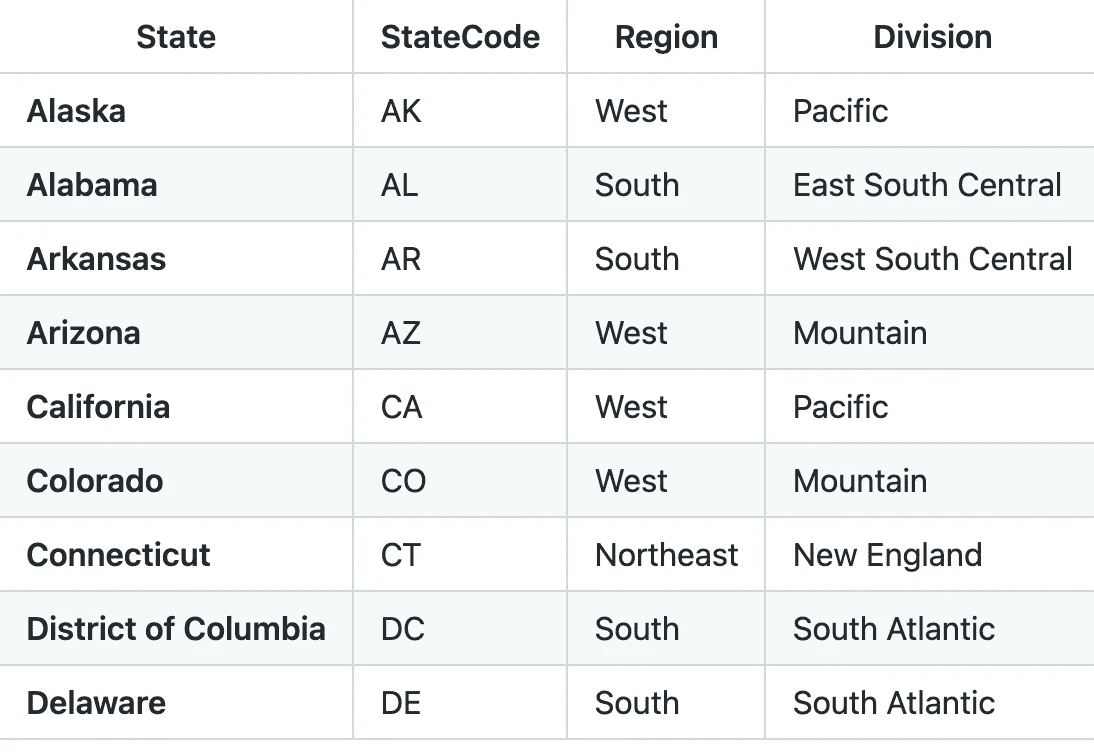 State StateCode Region Division
Alaska AK West Pacific
Alabama AL South East South Central
Arkansas AR South West South Central
Arizona AZ West Mountain
California CA West Pacific
Colorado CO West Mountain
Connecticut CT Northeast New England
District of Columbia DC South South Atlantic
Delaware DE South South Atlantic